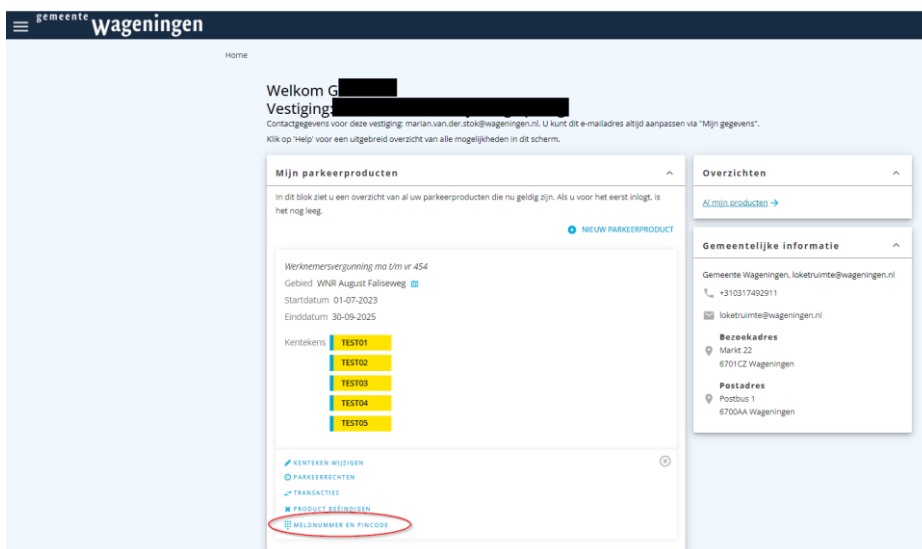 gemeente Wageningen
Home
Welkom G
Vestiging:
Contactgegevens voor deze vestiging: marian.van.der.stok@wageningen.nl. U kunt dit e-mailadres altijd aanpassen via "Mijn gegevens".
Klik op 'Help' voor een uitgebreid overzicht van alle mogelijkheden in dit scherm.
Mijn parkeerproducten
In dit blok ziet u een overzicht van al uw parkeerproducten die nu geldig zijn. Als u voor het eerst inlogt, is
het nog leeg.
NIEUW PARKEERPRODUCT
Werknemersvergunning ma t/m vr 454
Gebied WNR August Faliseweg
Startdatum 01-07-2023
Einddatum 30-09-2025
Kentekens TEST01
TEST02
TEST03
TEST04
TEST05
KENTEKEN WIJZIGEN
PARKEERRECHTEN
TRANSACTIES
PRODUCT BEËINDIGEN
MELDNUMMER EN PINCODE
Overzichten
Al mijn producten
Gemeentelijke informatie
Gemeente Wageningen, loketruimte@wageningen.nl
+310317492911
loketruimte@wageningen.nl
Bezoekadres
Markt 22
6701CZ Wageningen
Postadres
Postbus 1
6700AA Wageningen